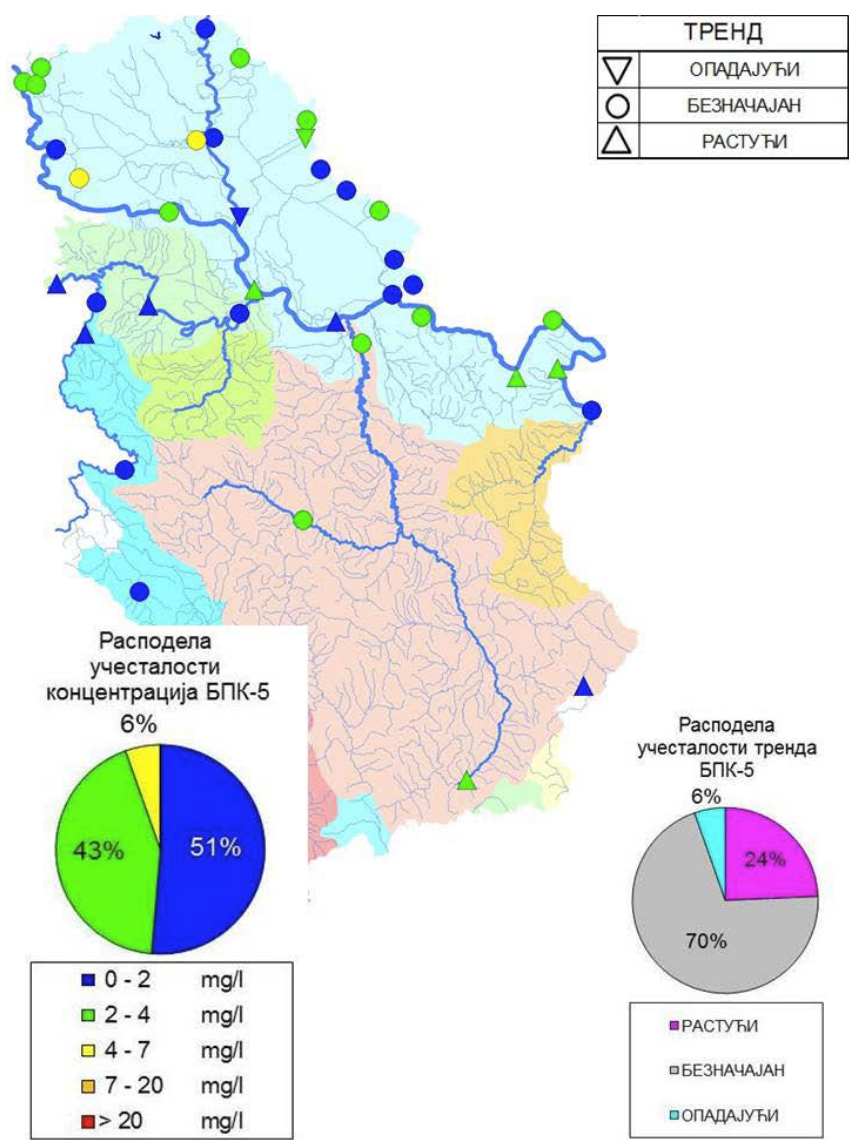 ТРЕНД
ОПАДАЈУЋИ
БЕЗНАЧАЈАН
РАСТУЋИ
Расподела
учесталости
концентрација БПК-5
6%
43%
51%
0 - 2 mg/l
2 - 4 mg/l
4 - 7 mg/l
7 - 20 mg/l
> 20 mg/l
Расподела
учесталости тренда
БПК-5
6%
24%
70%
РАСТУЋИ
БЕЗНАЧАЈАН
ОПАДАЈУЋИ